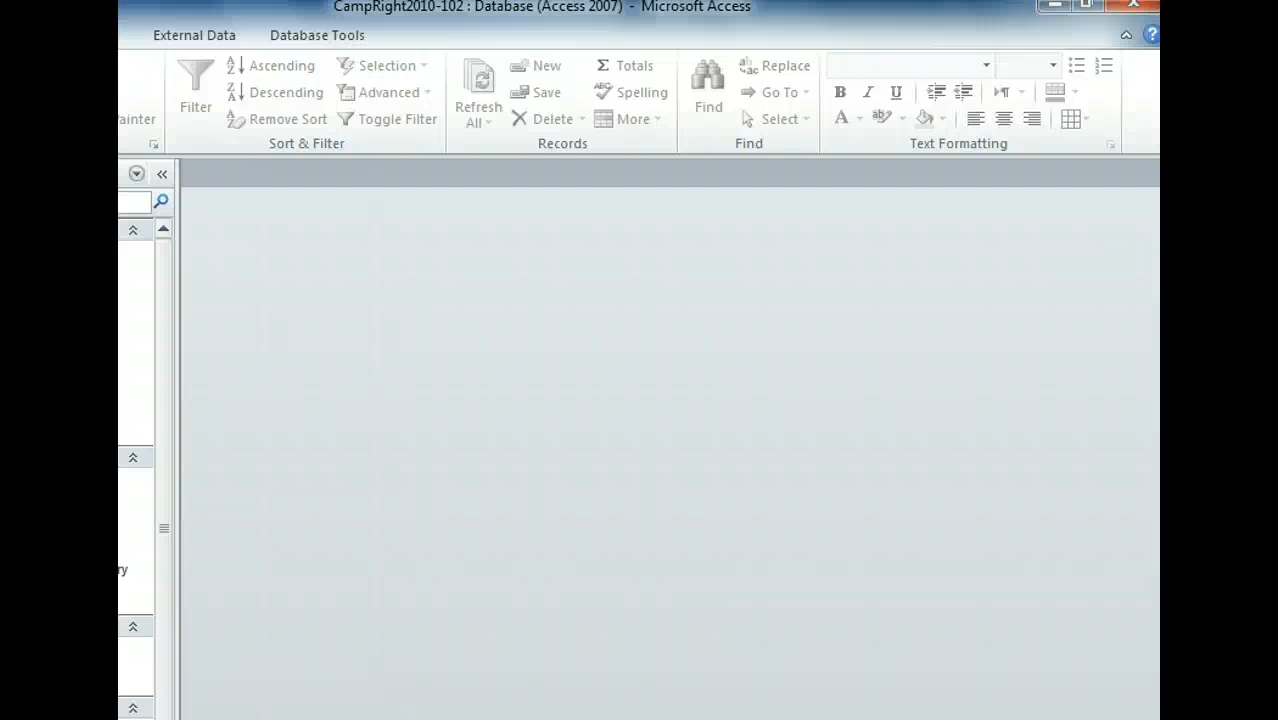 CampRight2010-102 : Database (Access 2007) - Microsoft Access
External Data Database Tools
Filter
Ascending
Descending
Remove Sort
Selection
Advanced
Toggle Filter
Sort & Filter
Refresh
All
New
Save
Delete
Totals
Spelling
More
Records
Find
Replace
Go To
Select
Find
B I U
A
Text Formatting
ainter
ry